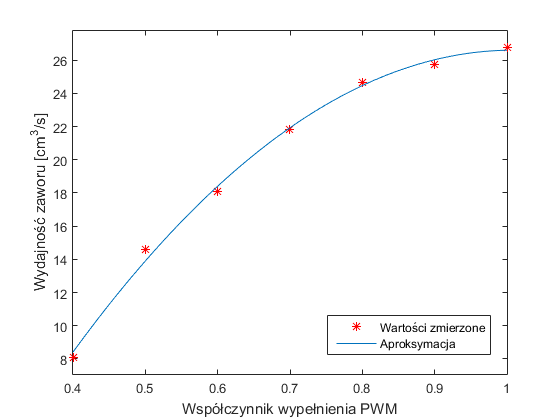 Wydajność zaworu [cm³/s]
26
24
22
20
18
16
14
12
10
8
0.4 0.5 0.6 0.7 0.8 0.9 1
Współczynnik wypełnienia PWM
Wartości zmierzone
Aproksymacja